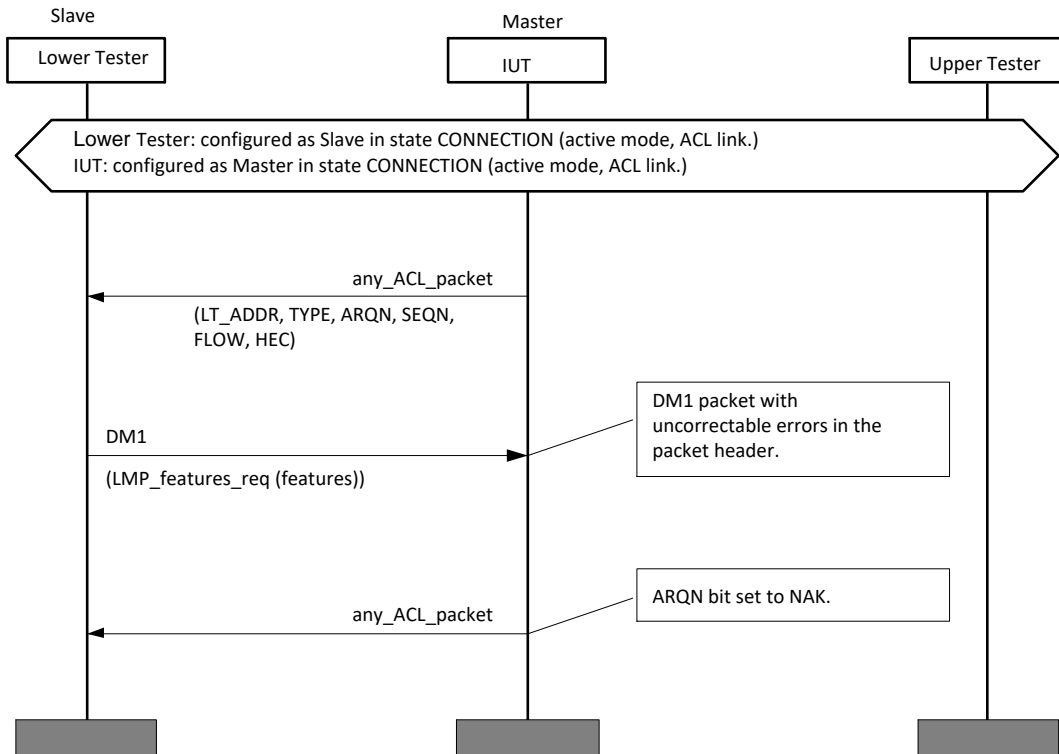 Slave
Master
Lower Tester
IUT
Upper Tester
Lower Tester: configured as Slave in state CONNECTION (active mode, ACL link.)
IUT: configured as Master in state CONNECTION (active mode, ACL link.)
any_ACL_packet
(LT_ADDR, TYPE, ARQN, SEQN,
FLOW, HEC)
DM1 packet with
uncorrectable errors in the
packet header.
DM1
(LMP_features_req (features))
ARQN bit set to NAK.
any_ACL_packet